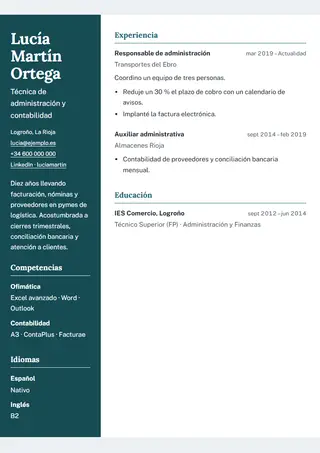 Lucía
Martín
Ortega
Técnica de
administración y
contabilidad
Logroño, La Rioja
lucia@ejemplo.es
+34 600 000 000
LinkedIn · luciamartin
Diez años llevando
facturación, nóminas y
proveedores en pymes de
logística. Acostumbrada a
cierres trimestrales,
conciliación bancaria y
atención a clientes.
Competencias
Ofimática
Excel avanzado · Word ·
Outlook
Contabilidad
A3 · ContaPlus · Facturae
Idiomas
Español
Nativo
Inglés
B2
Experiencia
Responsable de administración mar 2019 – Actualidad
Transportes del Ebro
Coordino un equipo de tres personas.
• Reduje un 30 % el plazo de cobro con un calendario de
avisos.
• Implanté la factura electrónica.
Auxiliar administrativa sept 2014 – feb 2019
Almacenes Rioja
• Contabilidad de proveedores y conciliación bancaria
mensual.
Educación
IES Comercio, Logroño sept 2012 – jun 2014
Técnico Superior (FP) · Administración y Finanzas